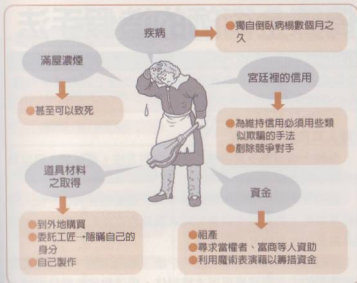 疾病
獨自倒臥病榻數個月之
久
滿屋濃煙
甚至可以致死
宮廷裡的信用
為維持信用必須用些類
似欺騙的手法
剷除競爭對手
道具材料
之取得
到外地購買
委託工匠→隱瞞自己的
身分
自己製作
資金
祖產
尋求當權者、富商等人資助
利用魔術表演藉以籌措資金